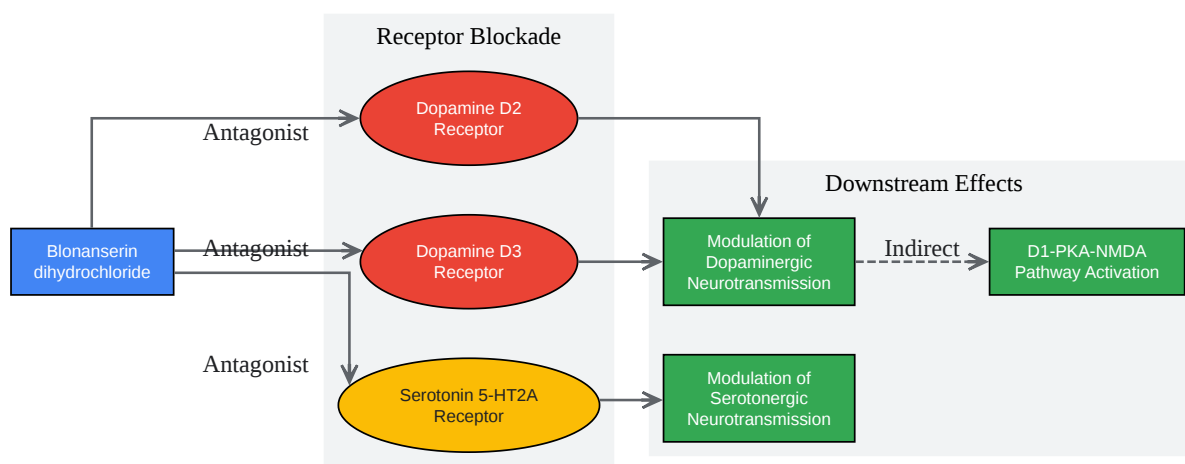 Receptor Blockade
Dopamine D2
Receptor
Antagonist
Downstream Effects
Blonanserin
dihydrochloride
Antagonist
Dopamine D3
Receptor
Modulation of
Dopaminergic
Neurotransmission
Indirect
D1-PKA-NMDA
Pathway Activation
Antagonist
Serotonin 5-HT2A
Receptor
Modulation of
Serotonergic
Neurotransmission